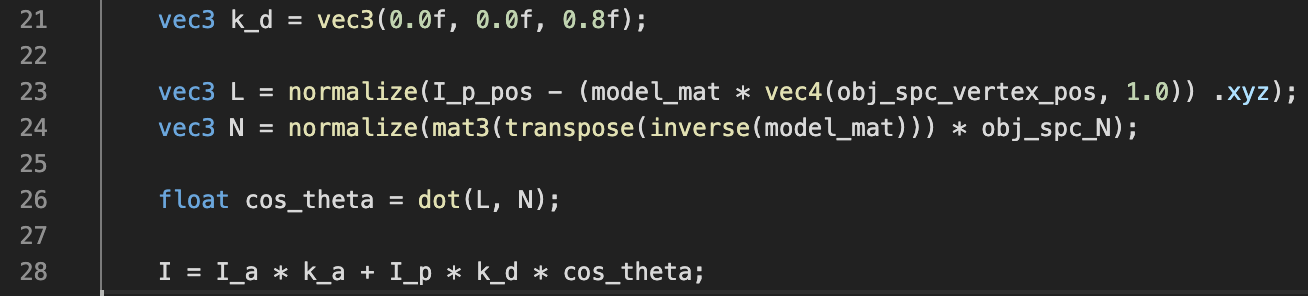 21 vec3 k_d = vec3(0.0f, 0.0f, 0.8f);
22
23 vec3 L = normalize(I_p_pos - (model_mat * vec4(obj_spc_vertex_pos, 1.0)) .xyz);
24 vec3 N = normalize(mat3(transpose(inverse(model_mat))) * obj_spc_N);
25
26 float cos_theta = dot(L, N);
27
28 I = I_a * k_a + I_p * k_d * cos_theta;